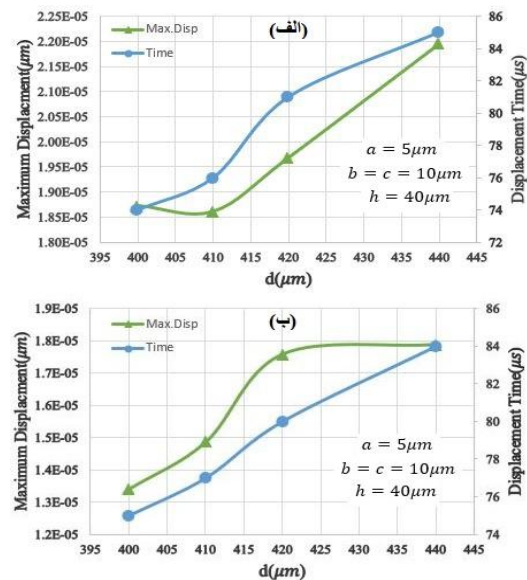 (الف)
Max.Disp
Time
Maximum Displacment(μm)
2.25E-05
2.20E-05
2.15E-05
2.10E-05
2.05E-05
2.00E-05
1.95E-05
1.90E-05
1.85E-05
1.80E-05
Displacement Time(μs)
86
84
82
80
78
76
74
72
a = 5μm
b = c = 10μm
h = 40μm
395 400 405 410 415 420 425 430 435 440 445
d(μm)
(ب)
Max.Disp
Time
Maximum Displacment(μm)
1.9E-05
1.8E-05
1.7E-05
1.6E-05
1.5E-05
1.4E-05
1.3E-05
1.2E-05
Displacement Time(μs)
86
84
82
80
78
76
74
a = 5μm
b = c = 10μm
h = 40μm
395 400 405 410 415 420 425 430 435 440 445
d(μm)